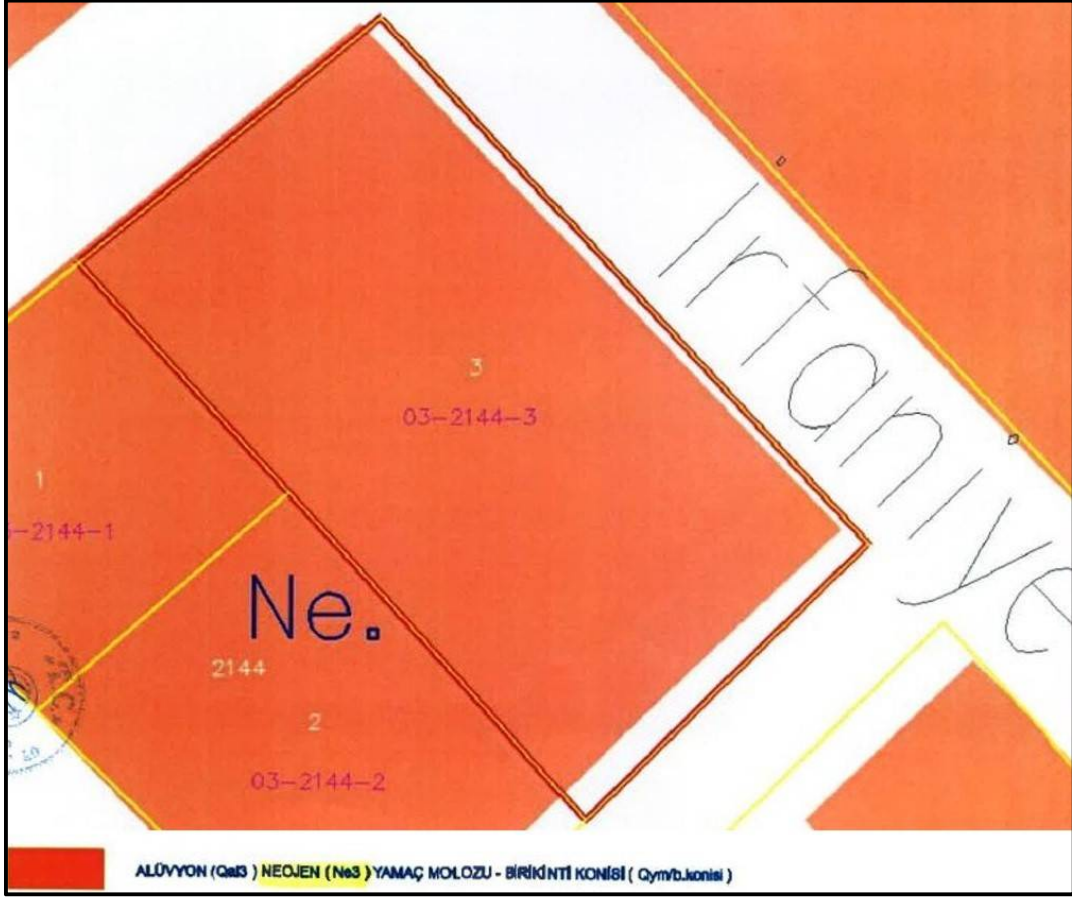 Irfaniye
3
03-2144-3
1
-2144-1
Ne.
2144
2
03-2144-2
ALÜVYON (Qal3 ) NEOJEN ( Ne3 ) YAMAÇ MOLOZU - BİRİKİNTİ KONİSİ ( Qym/b.konisi )